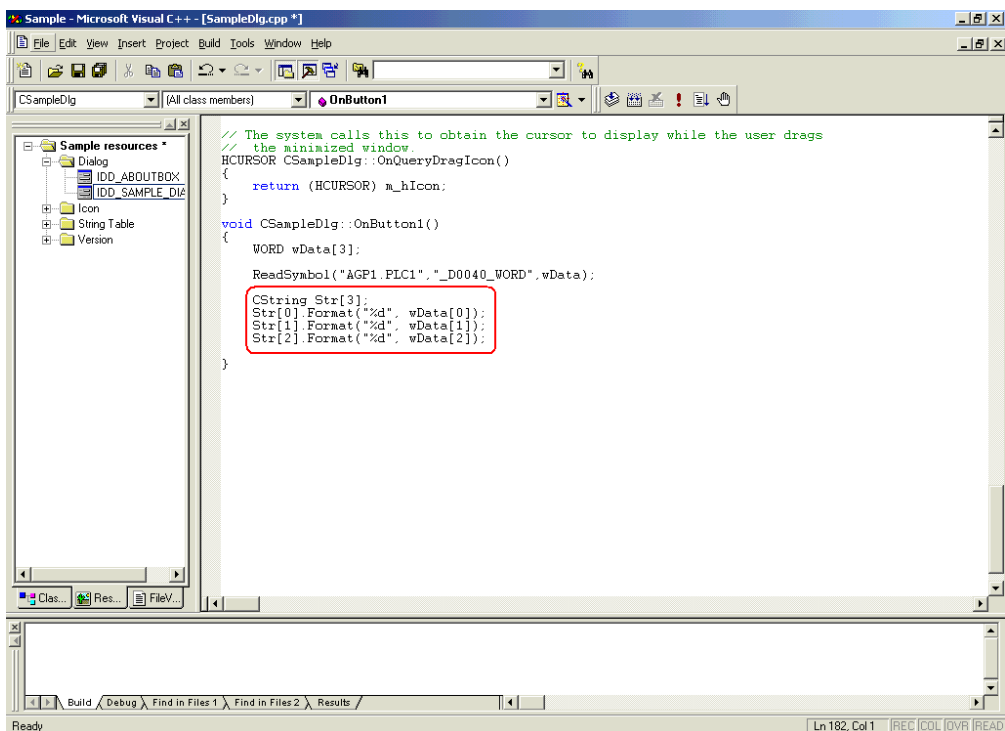 Sample - Microsoft Visual C++ - [SampleDlg.cpp *]
File Edit View Insert Project Build Tools Window Help
CSampleDlg (All class members) OnButton1
Sample resources *
Dialog
IDD_ABOUTBOX
IDD_SAMPLE_DIA
Icon
String Table
Version
// The system calls this to obtain the cursor to display while the user drags
// the minimized window.
HCURSOR CSampleDlg::OnQueryDragIcon()
{
return (HCURSOR) m_hIcon;
}
void CSampleDlg::OnButton1()
{
WORD wData[3];
ReadSymbol("AGP1.PLC1","_D0040_WORD",wData);
CString Str[3];
Str[0].Format("%d", wData[0]);
Str[1].Format("%d", wData[1]);
Str[2].Format("%d", wData[2]);
}
Clas... Res... FileV...
Build Debug Find in Files 1 Find in Files 2 Results
Ready Ln 182, Col 1 REC COL OVR READ